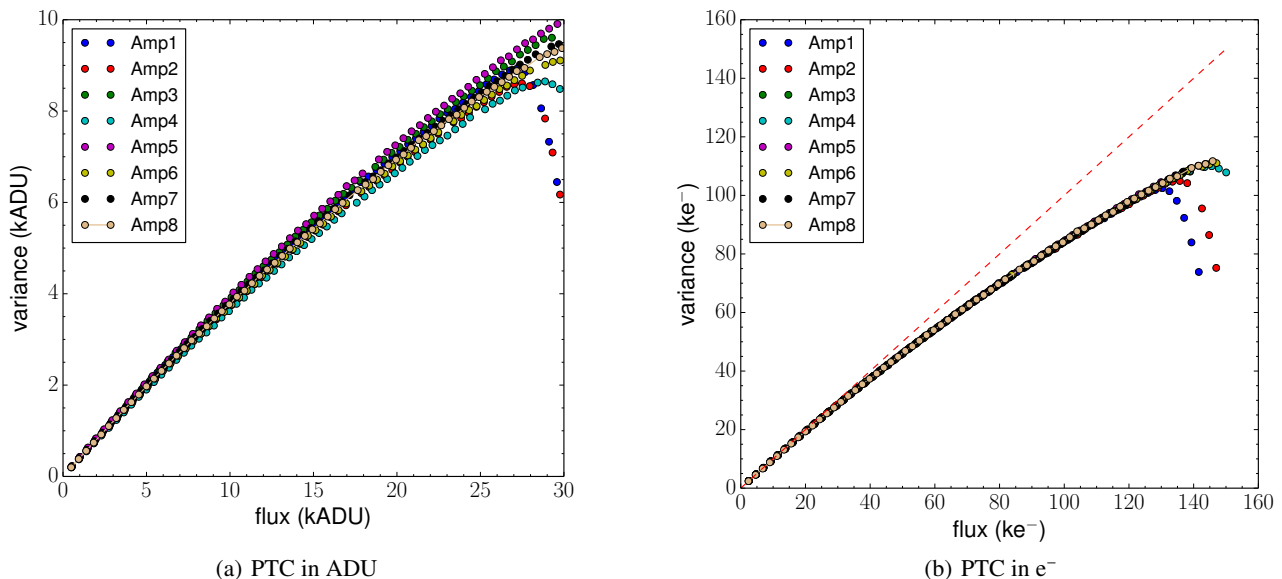 10
8
6
4
2
0
variance (kADU)
Amp1
Amp2
Amp3
Amp4
Amp5
Amp6
Amp7
Amp8
0 5 10 15 20 25 30
flux (kADU)
(a) PTC in ADU
160
140
120
100
80
60
40
20
0
variance (ke⁻)
Amp1
Amp2
Amp3
Amp4
Amp5
Amp6
Amp7
Amp8
0 20 40 60 80 100 120 140 160
flux (ke⁻)
(b) PTC in e⁻